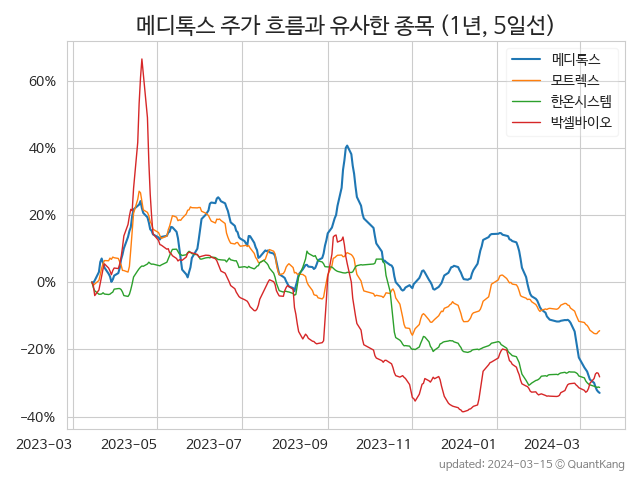 메디톡스 주가 흐름과 유사한 종목 (1년, 5일선)
메디톡스
모트렉스
한온시스템
박셀바이오
60%
40%
20%
0%
−20%
−40%
2023-03 2023-05 2023-07 2023-09 2023-11 2024-01 2024-03
updated: 2024-03-15 © QuantKang